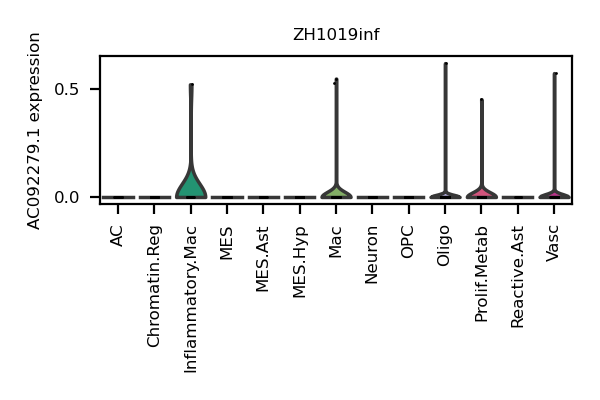 ZH1019inf
AC092279.1 expression
0.5
0.0
AC
Chromatin.Reg
Inflammatory.Mac
MES
MES.Ast
MES.Hyp
Mac
Neuron
OPC
Oligo
Prolif.Metab
Reactive.Ast
Vasc